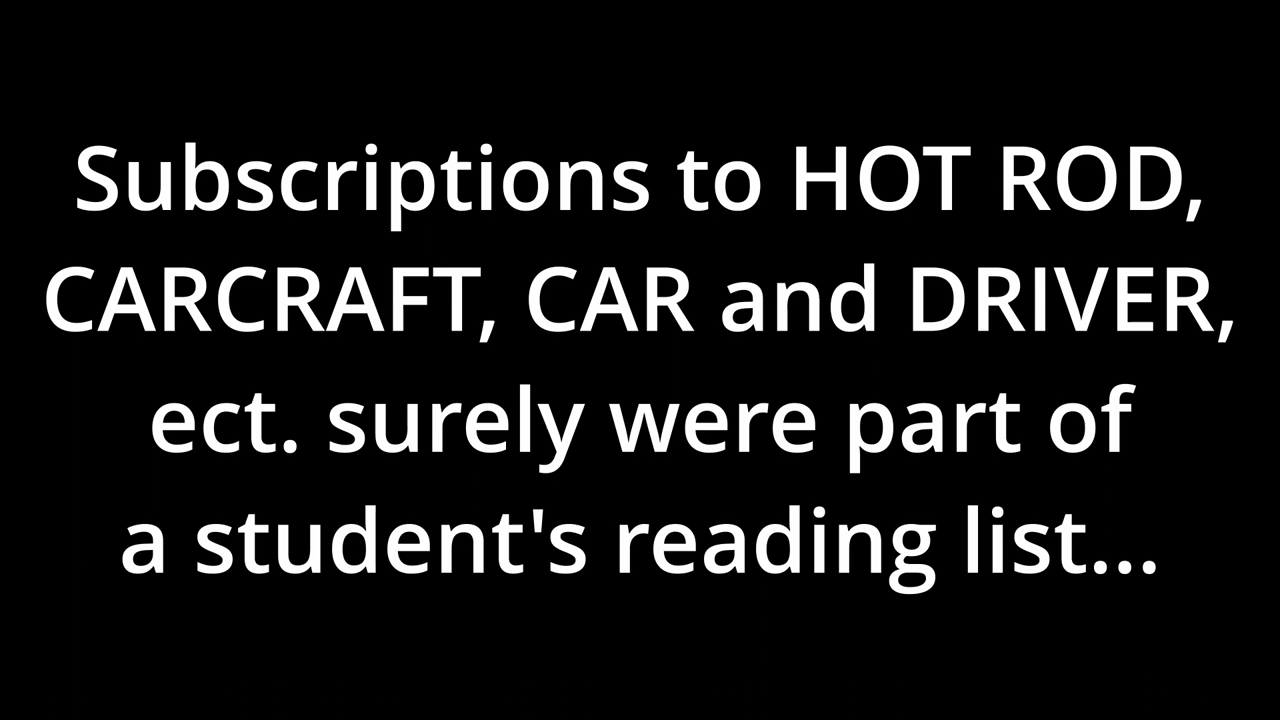 Subscriptions to HOT ROD,
CARCRAFT, CAR and DRIVER,
ect. surely were part of
a student's reading list...